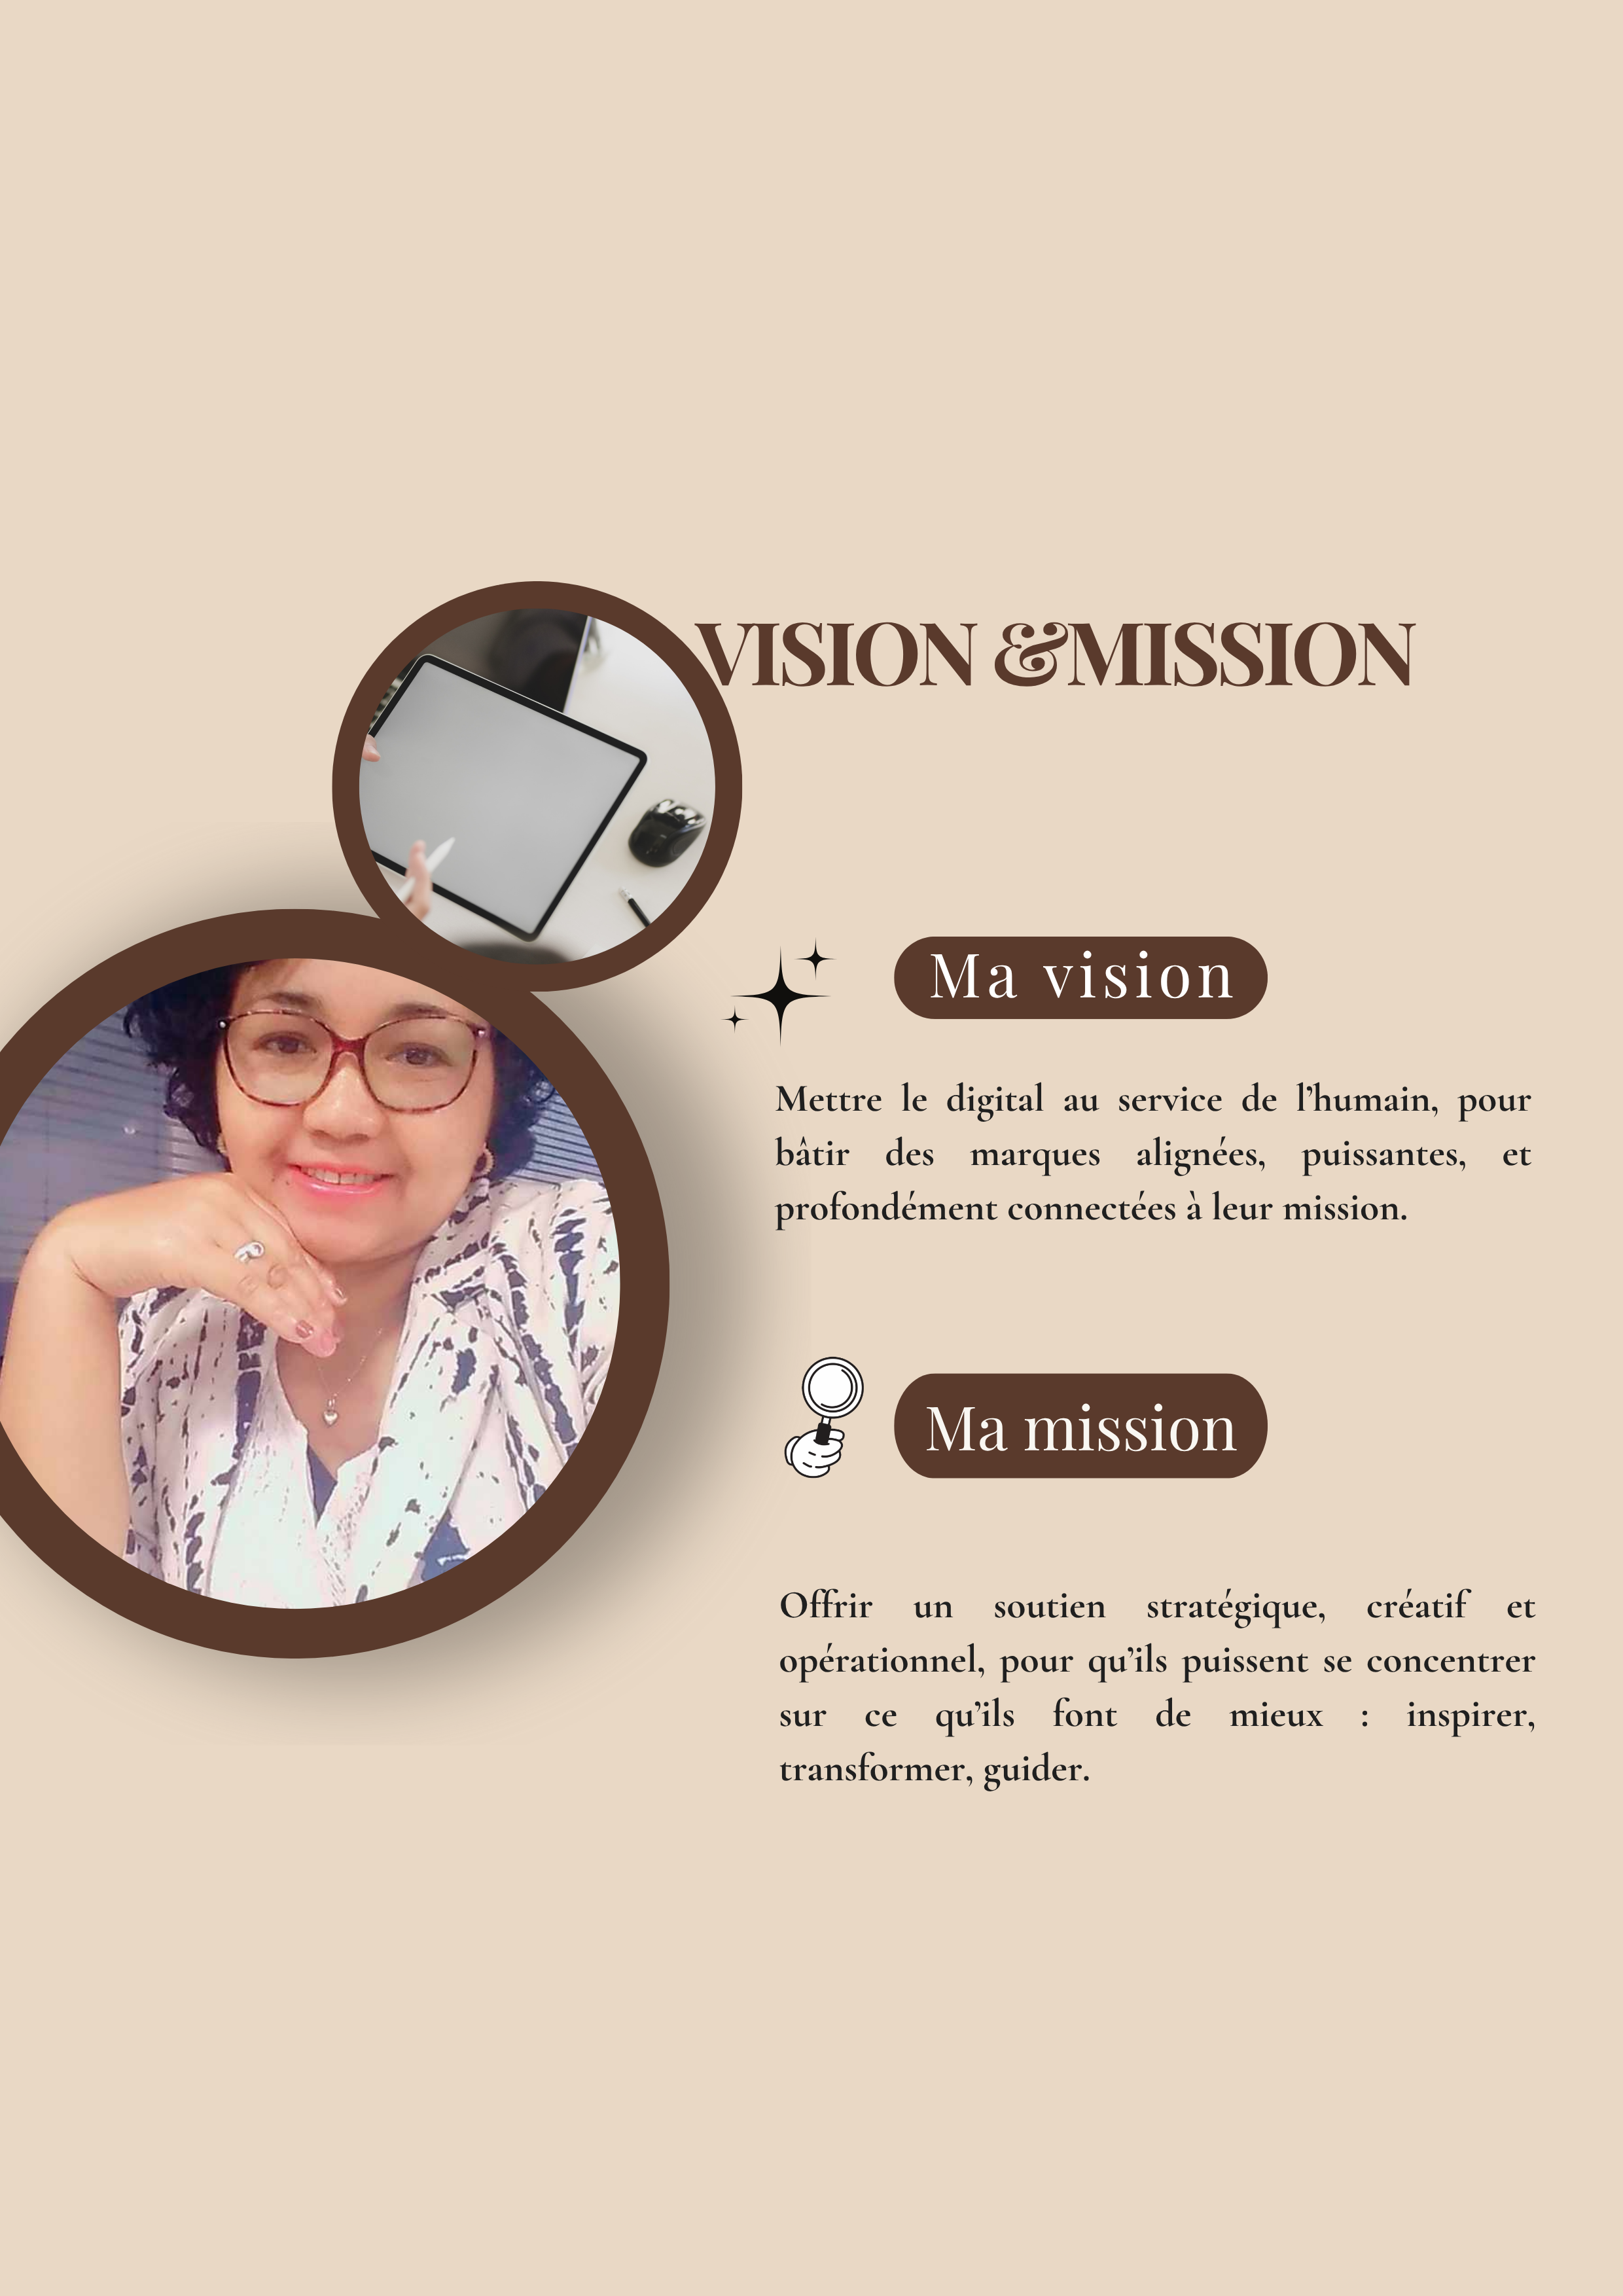 VISION &MISSION
Ma vision
Mettre le digital au service de l’humain, pour
bâtir des marques alignées, puissantes, et
profondément connectées à leur mission.
Ma mission
Offrir un soutien stratégique, créatif et
opérationnel, pour qu’ils puissent se concentrer
sur ce qu’ils font de mieux : inspirer,
transformer, guider.